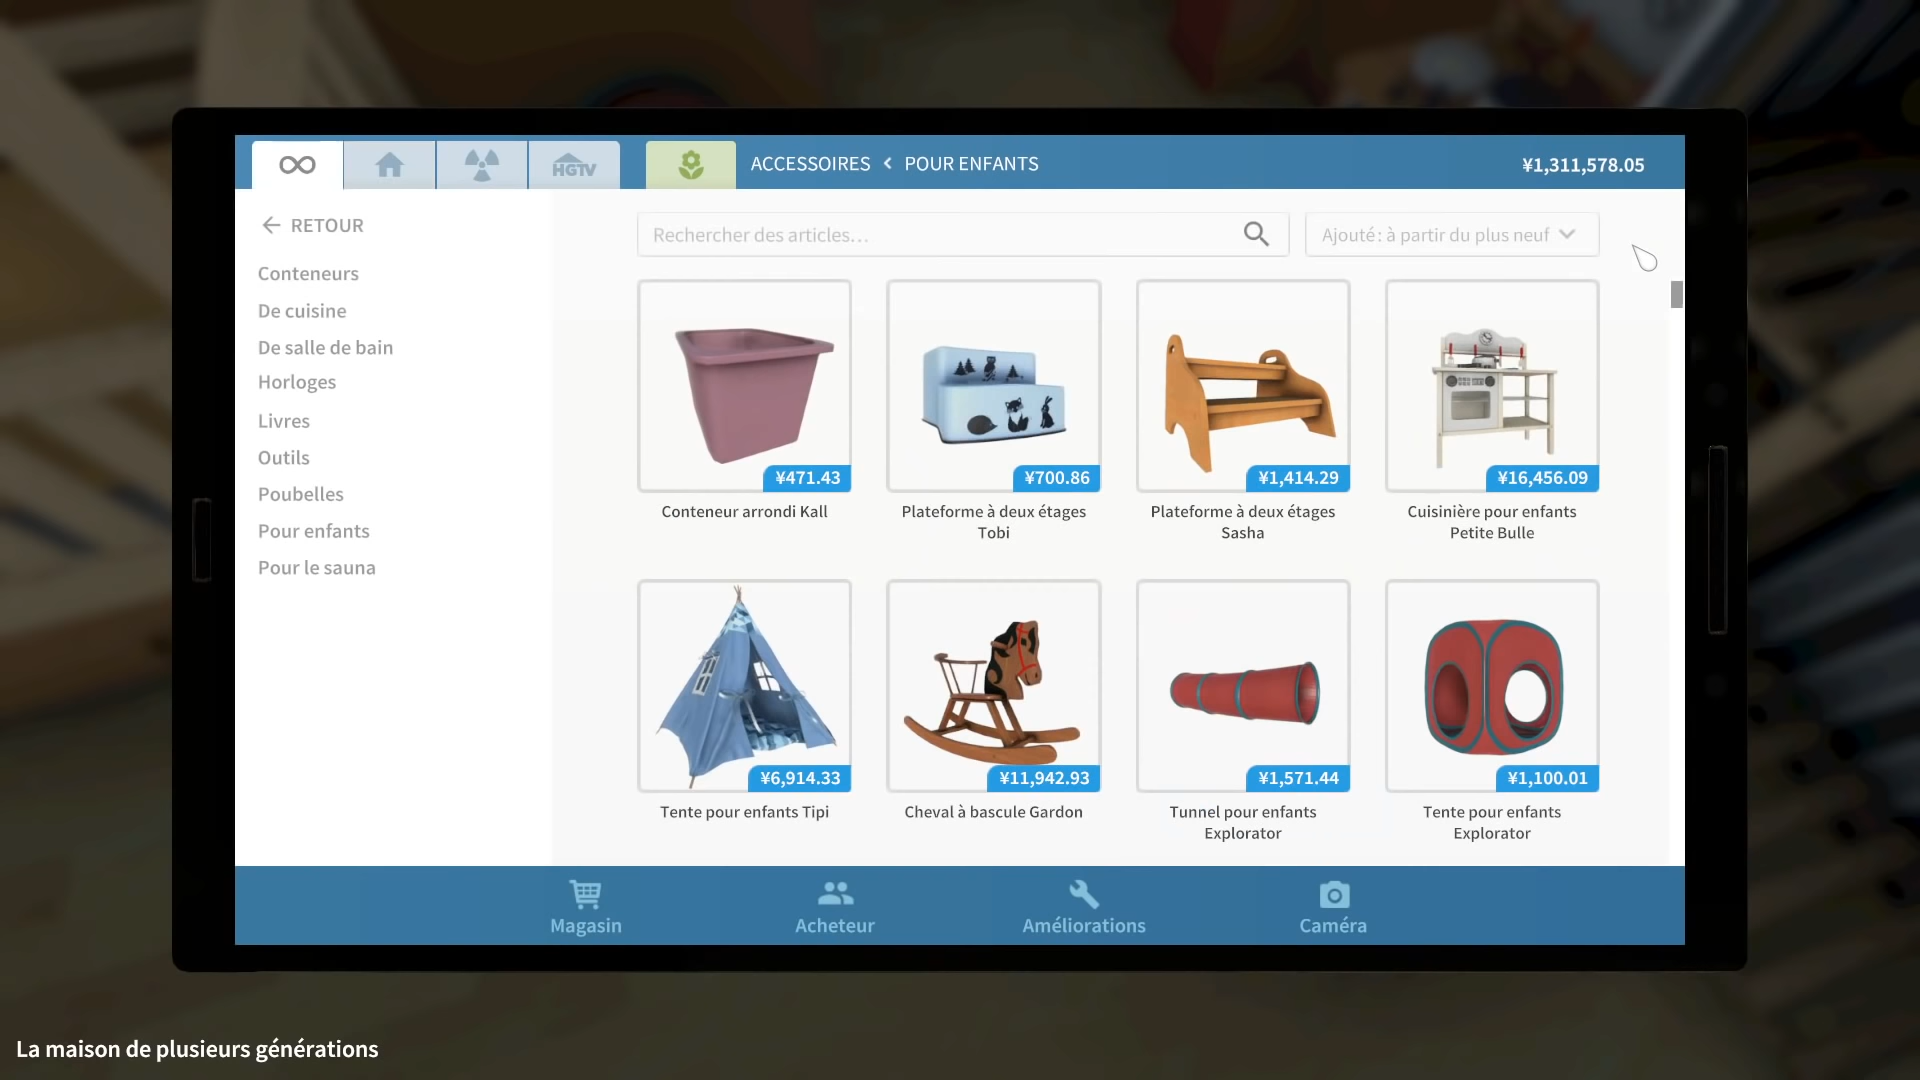 HGTV
ACCESSOIRES < POUR ENFANTS
¥1,311,578.05
RETOUR
Rechercher des articles...
Ajouté : à partir du plus neuf
Conteneurs
De cuisine
De salle de bain
Horloges
Livres
Outils
Poubelles
Pour enfants
Pour le sauna
¥471.43
¥700.86
¥1,414.29
¥16,456.09
Conteneur arrondi Kall
Plateforme à deux étages
Tobi
Plateforme à deux étages
Sasha
Cuisinière pour enfants
Petite Bulle
¥6,914.33
¥11,942.93
¥1,571.44
¥1,100.01
Tente pour enfants Tipi
Cheval à bascule Gardon
Tunnel pour enfants
Explorator
Tente pour enfants
Explorator
Magasin
Acheteur
Améliorations
Caméra
La maison de plusieurs générations